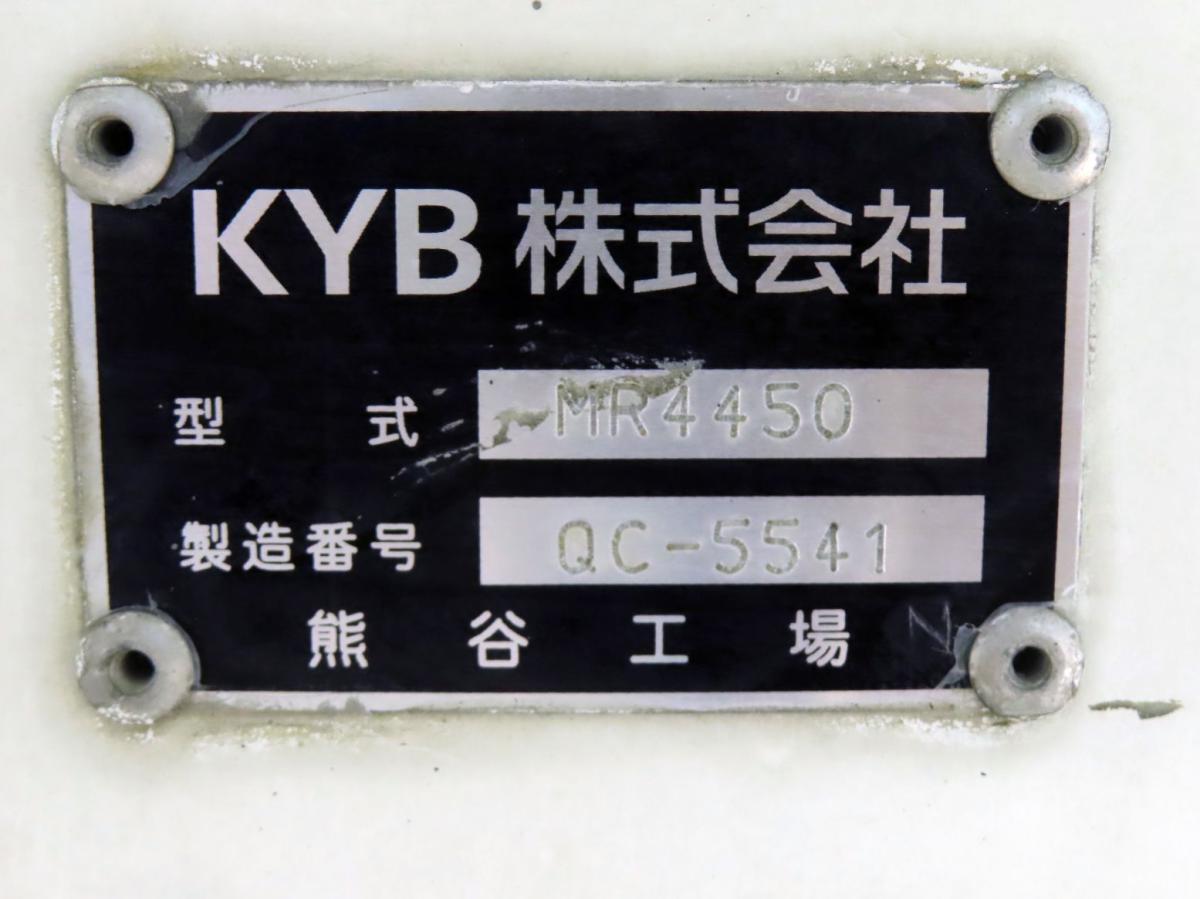 KYB 株式会社
型式 MR4450
製造番号 QC-5541
熊谷工場